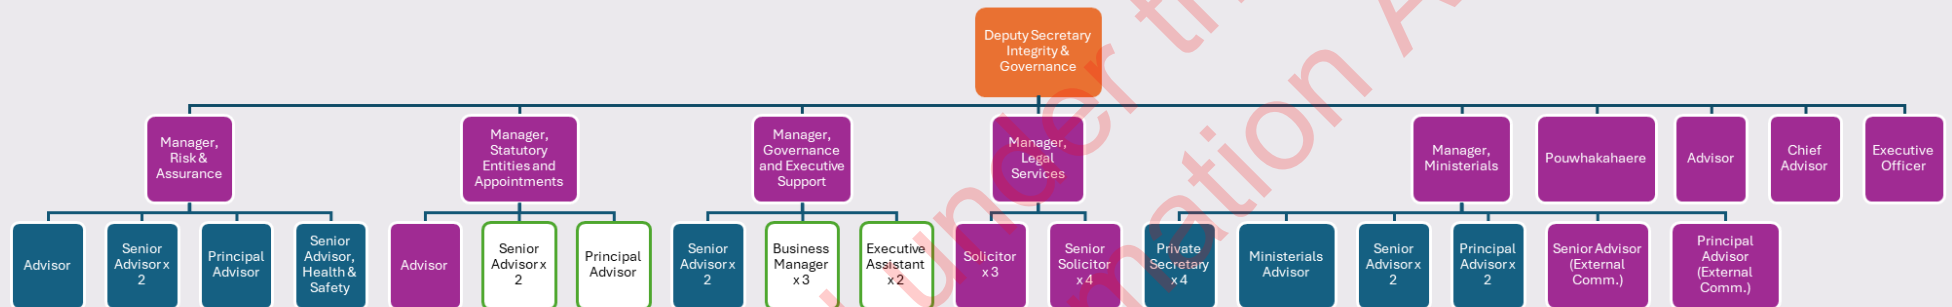 Deputy Secretary
Integrity &
Governance
Manager,
Risk &
Assurance
Manager,
Statutory
Entities and
Appointments
Manager,
Governance
and Executive
Support
Manager,
Legal
Services
Manager,
Ministerials
Pouwhakahaere
Advisor
Chief
Advisor
Executive
Officer
Advisor
Senior
Advisor x
2
Principal
Advisor
Senior
Advisor,
Health &
Safety
Advisor
Senior
Advisor x
2
Principal
Advisor
Senior
Advisor x
2
Business
Manager
x 3
Executive
Assistant
x 2
Solicitor
x 3
Senior
Solicitor
x 4
Private
Secretary
x 4
Ministerials
Advisor
Senior
Advisor x
2
Principal
Advisor x
2
Senior Advisor
(External
Comm.)
Principal
Advisor
(External
Comm.)
under